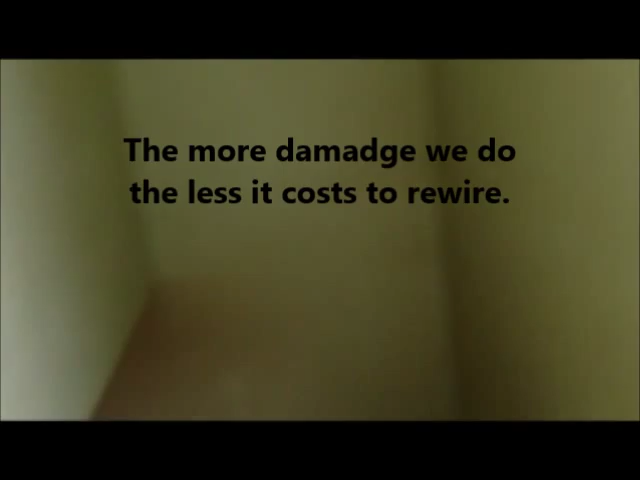 The more damadge we do
the less it costs to rewire.